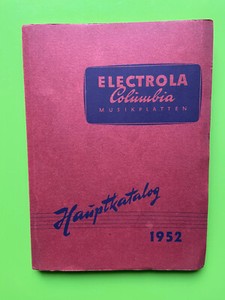 ELECTROLA
Columbia
MUSIKPLATTEN
Hauptkatalog
1952